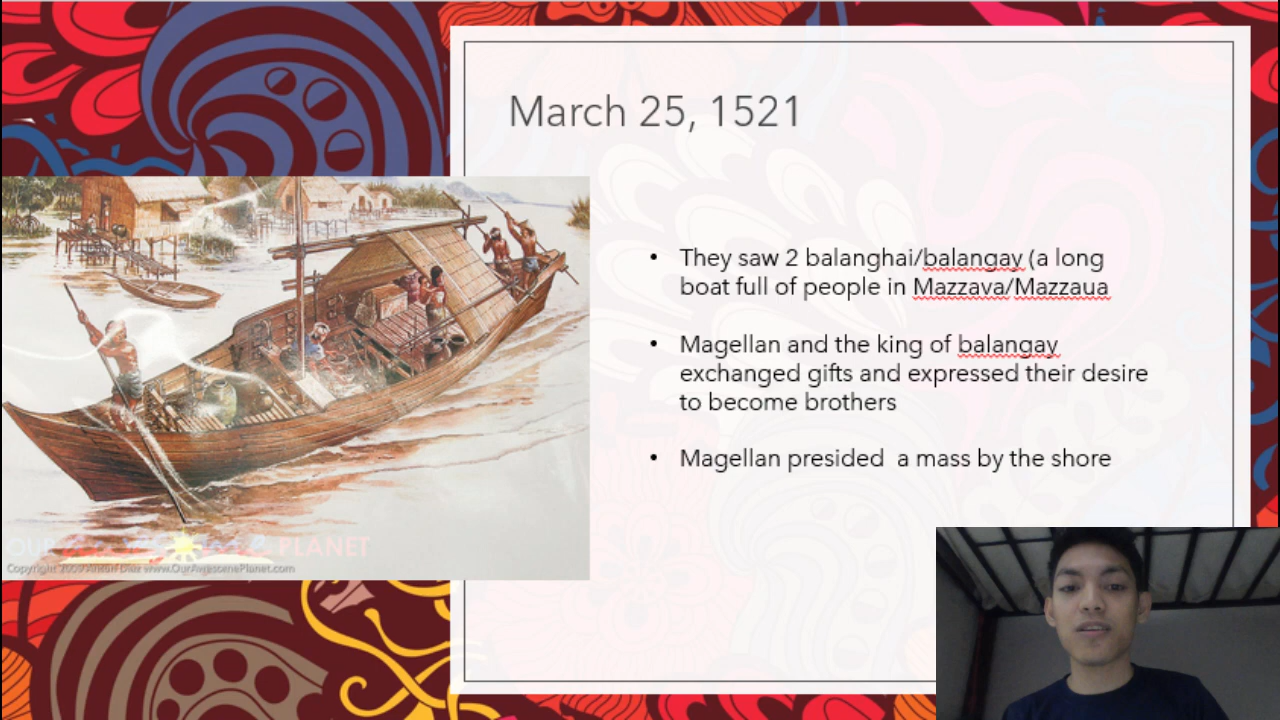 March 25, 1521
• They saw 2 balanghai/balangay (a long
boat full of people in Mazzava/Mazzaua
• Magellan and the king of balangay
exchanged gifts and expressed their desire
to become brothers
• Magellan presided  a mass by the shore
OUR PLANET
Copyright 2009 Anton Diaz www.OurAwesomePlanet.com